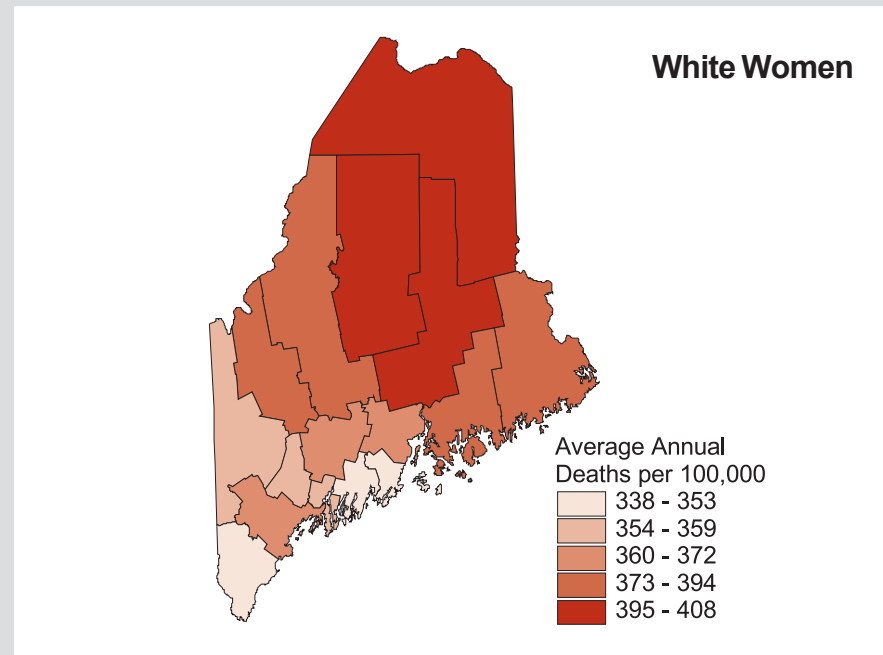 White Women
Average Annual
Deaths per 100,000
338 - 353
354 - 359
360 - 372
373 - 394
395 - 408